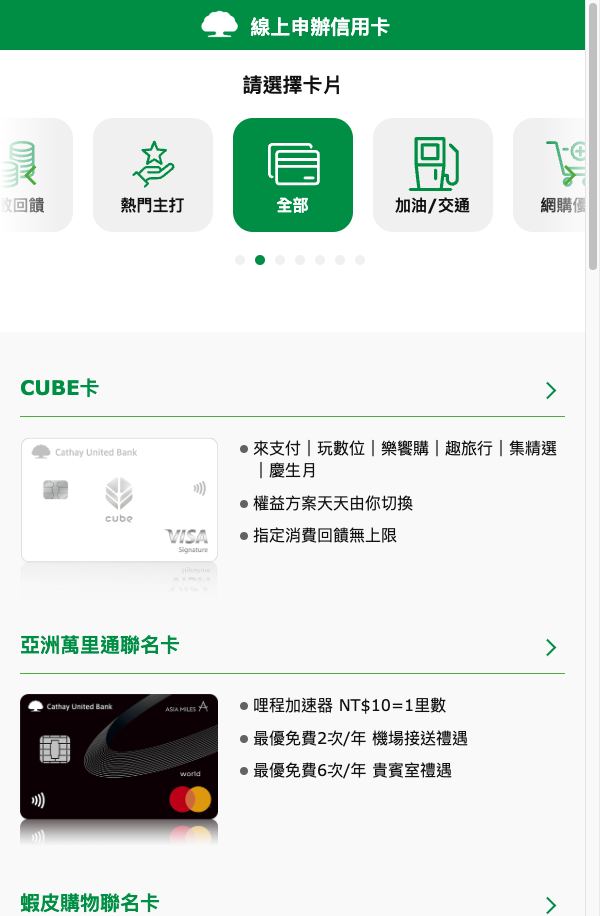 線上申辦信用卡
請選擇卡片
回饋
熱門主打
全部
加油/交通
網購優
CUBE卡
Cathay United Bank
cube
VISA
Signature
來支付｜玩數位｜樂饗購｜趣旅行｜集精選
｜慶生月
權益方案天天由你切換
指定消費回饋無上限
亞洲萬里通聯名卡
Cathay United Bank
ASIA MILES
world
哩程加速器 NT$10=1里數
最優免費2次/年 機場接送禮遇
最優免費6次/年 貴賓室禮遇
蝦皮購物聯名卡